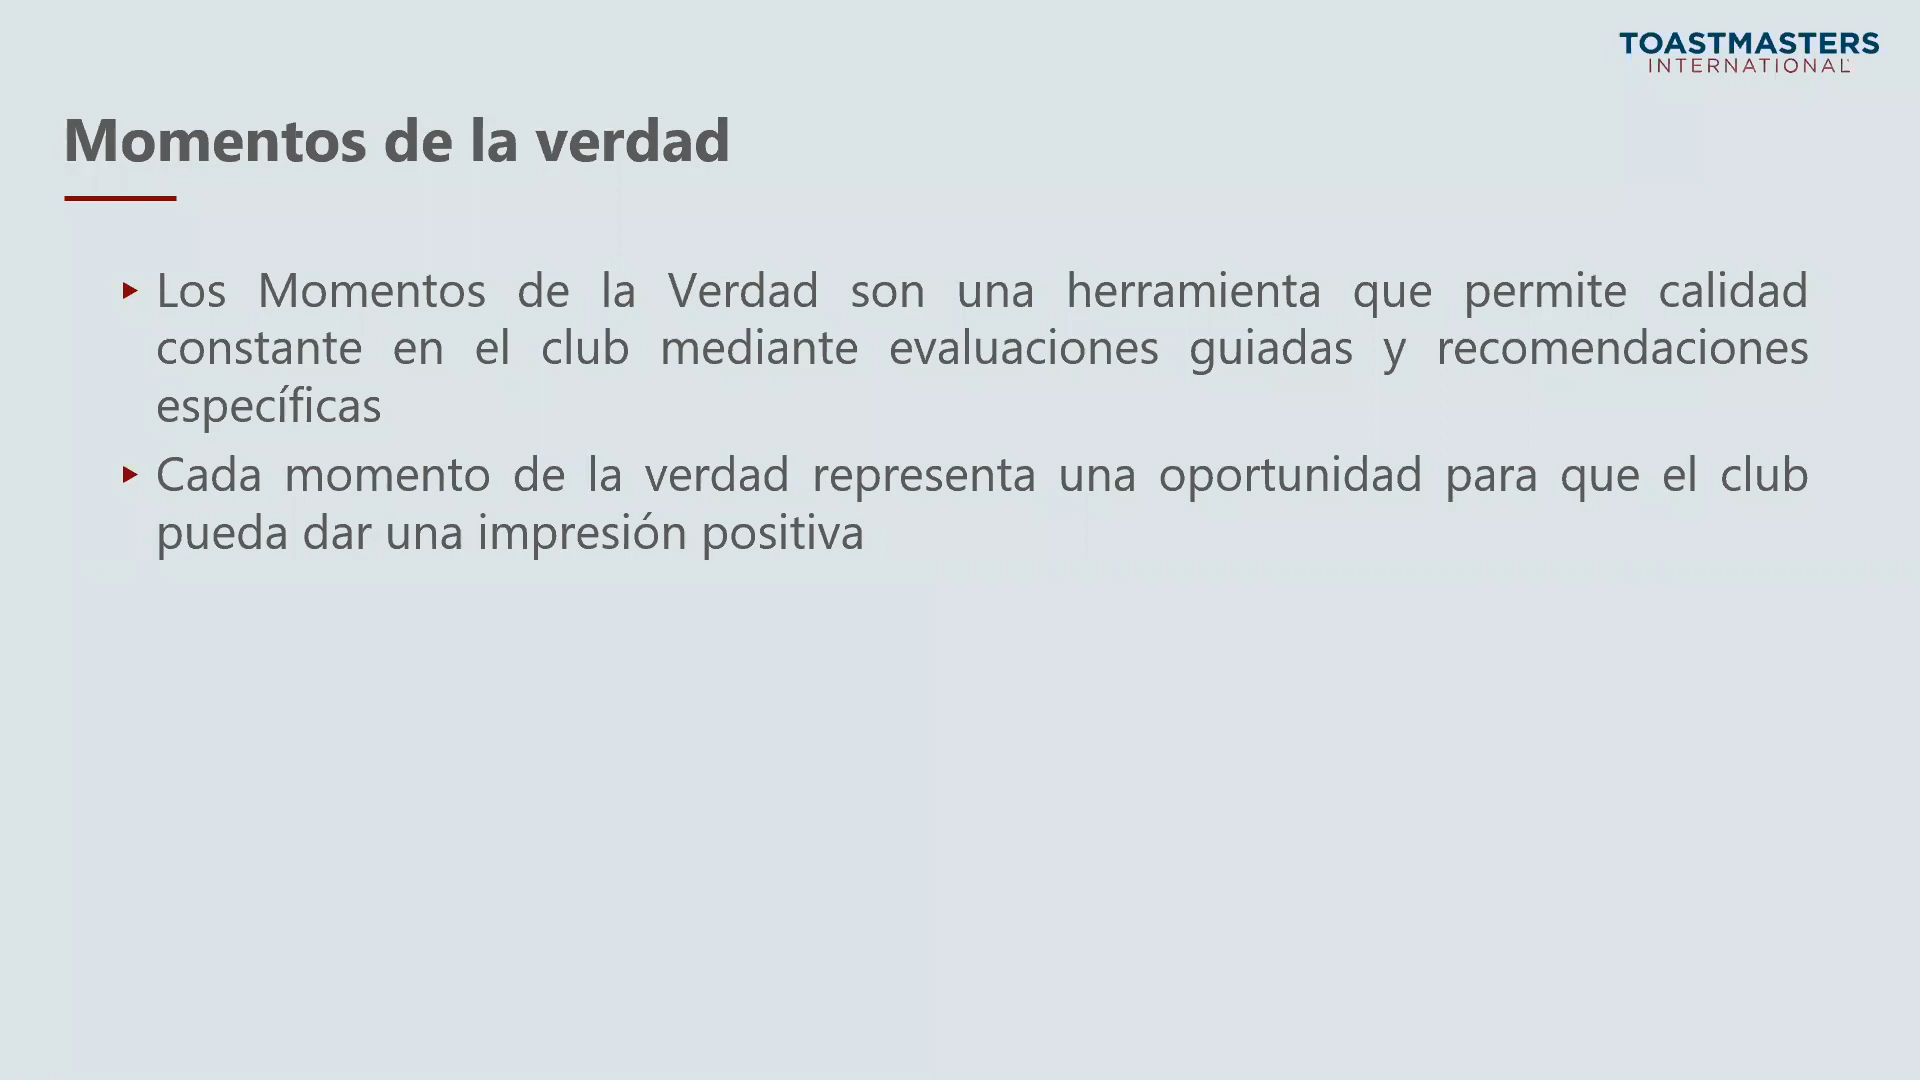 TOASTMASTERS
INTERNATIONAL
Momentos de la verdad
Los Momentos de la Verdad son una herramienta que permite calidad
constante en el club mediante evaluaciones guiadas y recomendaciones
específicas
Cada momento de la verdad representa una oportunidad para que el club
pueda dar una impresión positiva